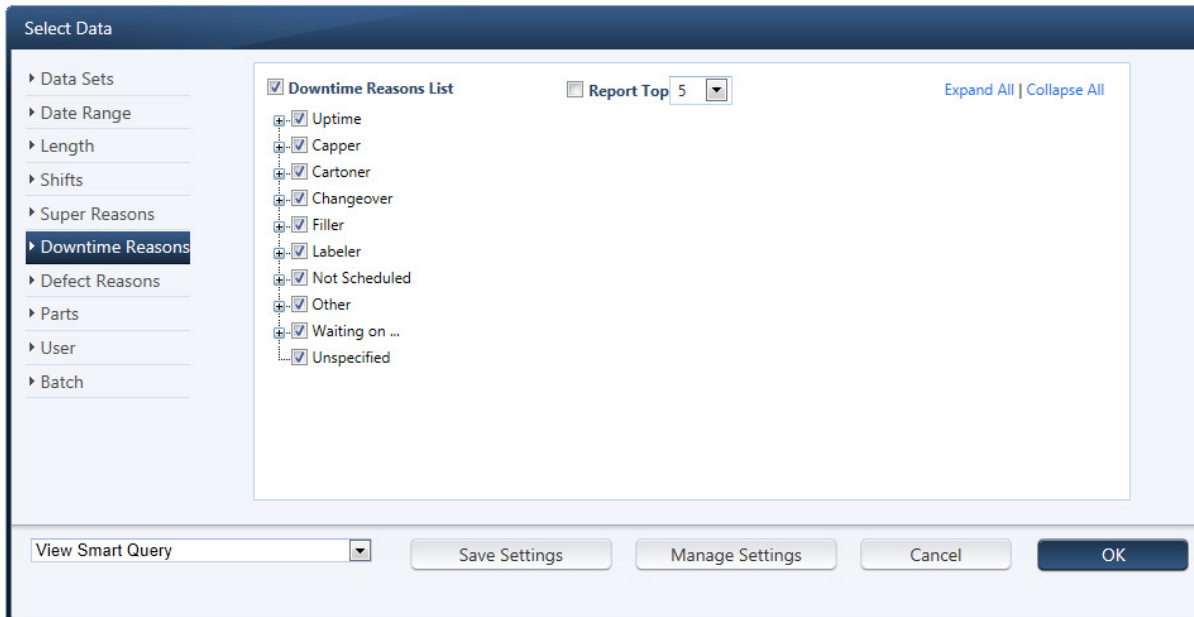 Select Data
Data Sets
Date Range
Length
Shifts
Super Reasons
Downtime Reasons
Defect Reasons
Parts
User
Batch
Downtime Reasons List
Report Top 5
Expand All | Collapse All
Uptime
Capper
Cartoner
Changeover
Filler
Labeler
Not Scheduled
Other
Waiting on ...
Unspecified
View Smart Query
Save Settings
Manage Settings
Cancel
OK